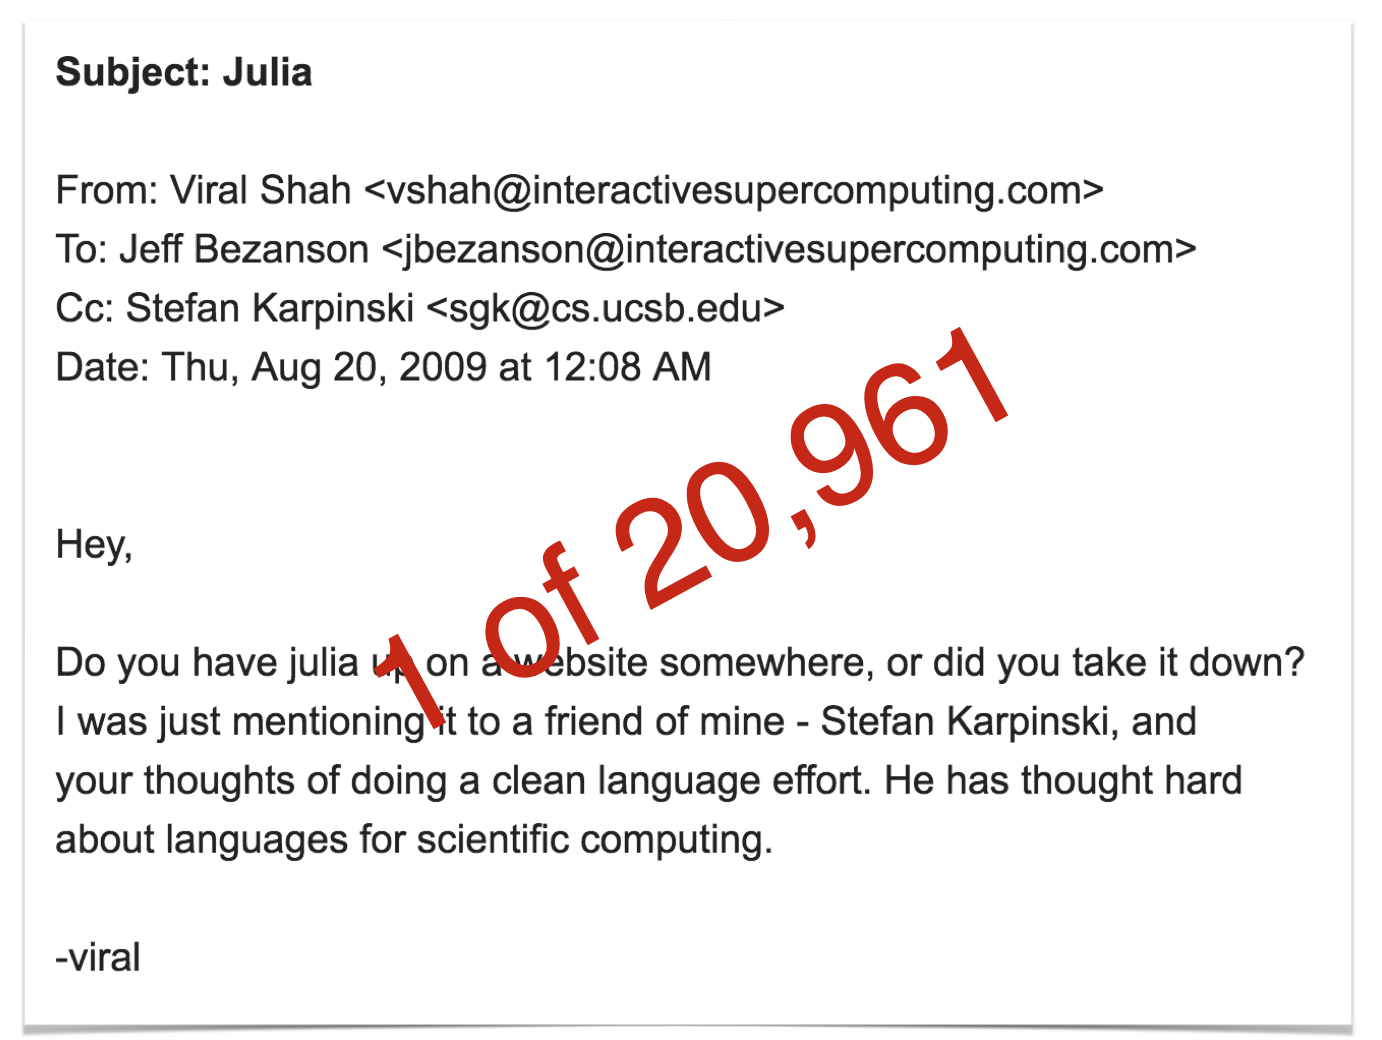 Subject: Julia
From: Viral Shah <vshah@interactivesupercomputing.com>
To: Jeff Bezanson <jbezanson@interactivesupercomputing.com>
Cc: Stefan Karpinski <sgk@cs.ucsb.edu>
Date: Thu, Aug 20, 2009 at 12:08 AM
1 of 20,961
Hey,
Do you have julia up on a website somewhere, or did you take it down?
I was just mentioning it to a friend of mine - Stefan Karpinski, and
your thoughts of doing a clean language effort. He has thought hard
about languages for scientific computing.
-viral